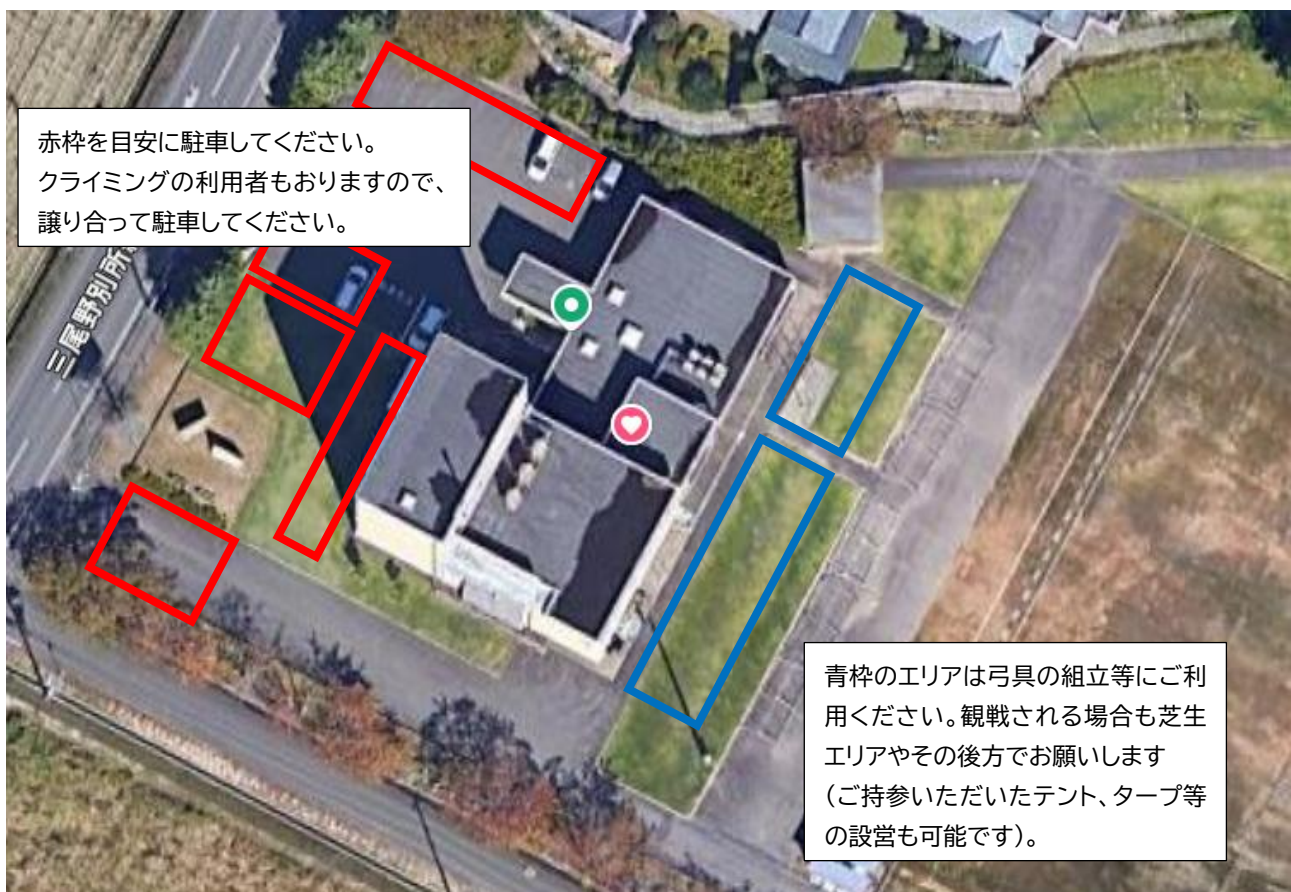 赤枠を目安に駐車してください。
クライミングの利用者もおりますので、
譲り合って駐車してください。
三尾野別所
青枠のエリアは弓具の組立等にご利
用ください。観戦される場合も芝生
エリアやその後方でお願いします
(ご持参いただいたテント、タープ等
の設営も可能です)。